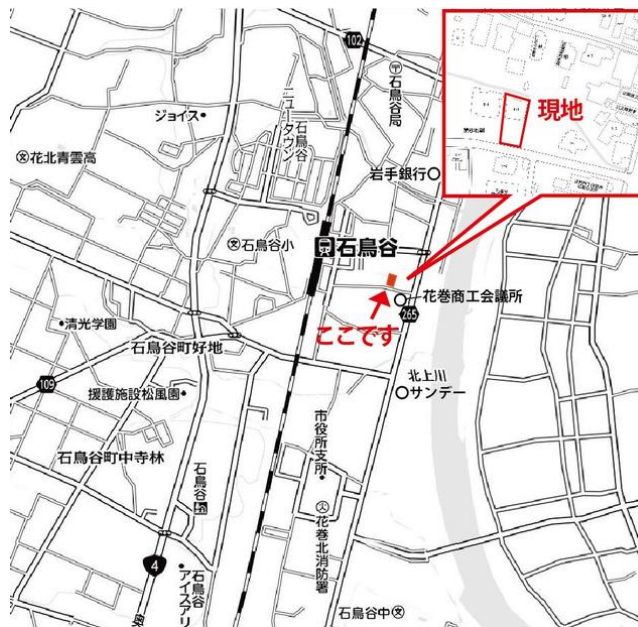 102
〒石鳥谷局
ジョイス
石鳥谷
ニュータウン
文花北青雲高
岩手銀行
現地
文石鳥谷小
石鳥谷
花巻商工会議所
265
ここです
清光学園
石鳥谷町好地
109
援護施設松風園
北上川
サンデー
石鳥谷町中寺林
市役所支所
石鳥谷
花巻北消防署
4
石鳥谷
アイスアリ
石鳥谷中文